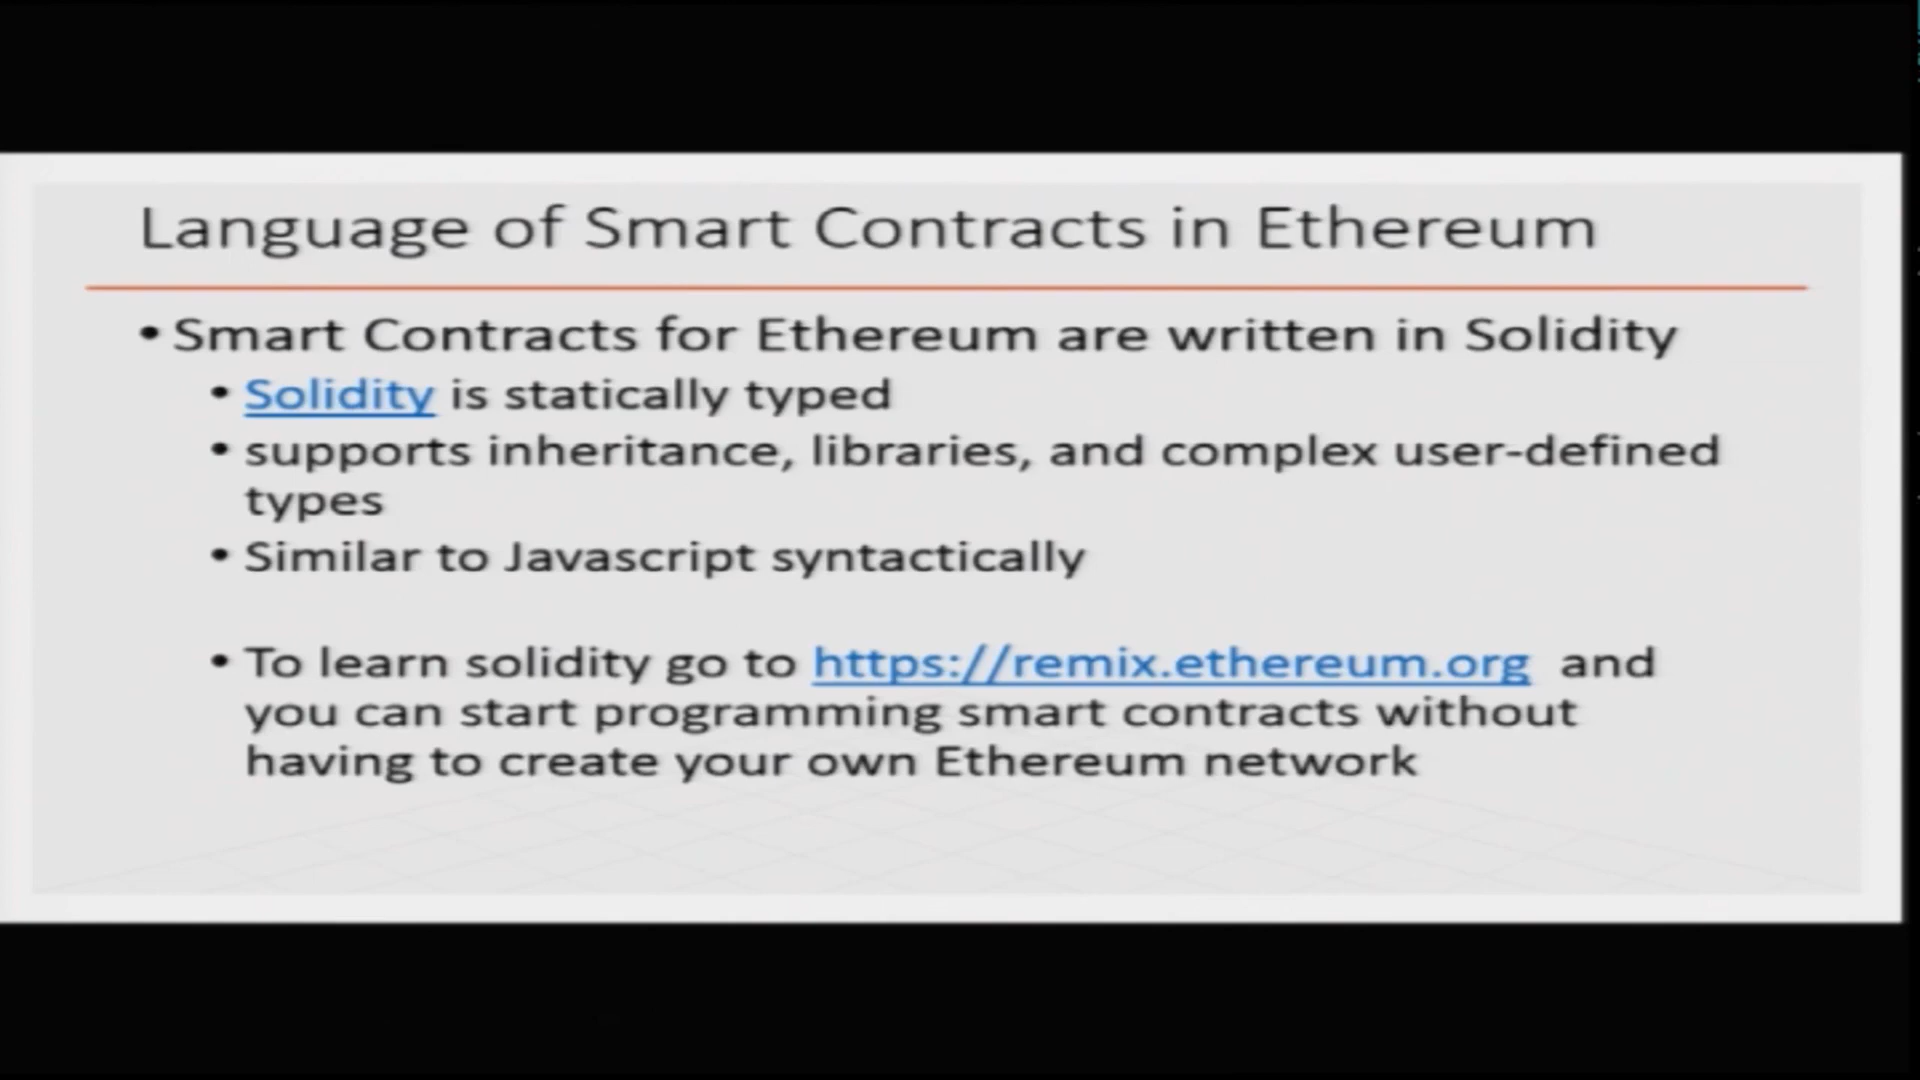 Language of Smart Contracts in Ethereum
• Smart Contracts for Ethereum are written in Solidity
• Solidity is statically typed
• supports inheritance, libraries, and complex user-defined
types
• Similar to Javascript syntactically
• To learn solidity go to https://remix.ethereum.org and
you can start programming smart contracts without
having to create your own Ethereum network